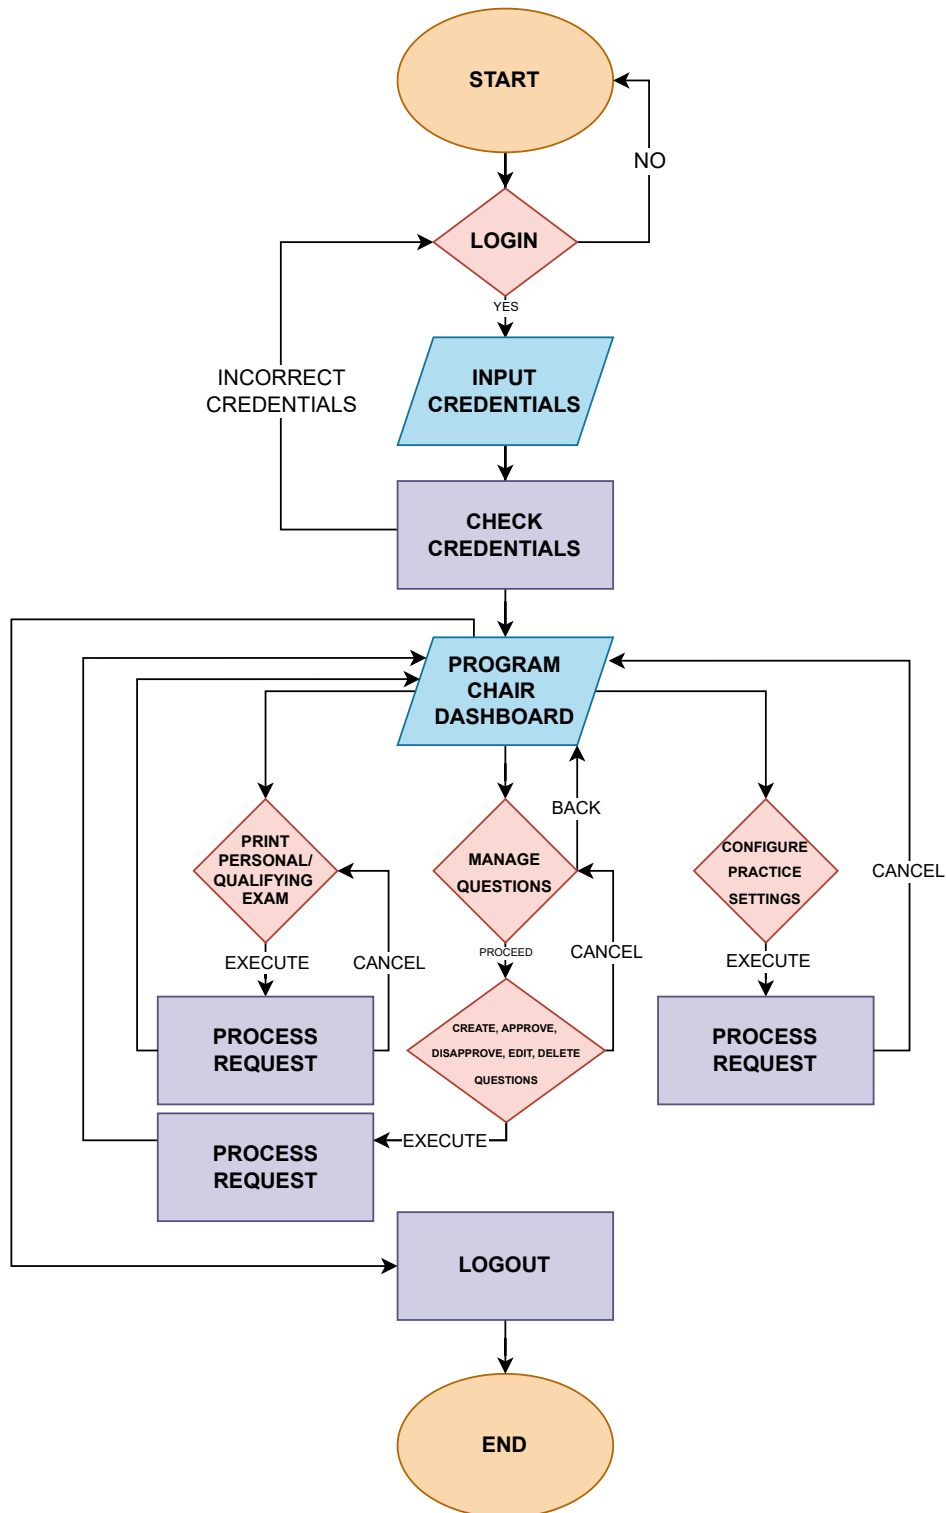 START
NO
LOGIN
YES
INPUT
CREDENTIALS
INCORRECT
CREDENTIALS
CHECK
CREDENTIALS
PROGRAM
CHAIR
DASHBOARD
BACK
PRINT
PERSONAL/
QUALIFYING
EXAM
MANAGE
QUESTIONS
CONFIGURE
PRACTICE
SETTINGS
CANCEL
EXECUTE
CANCEL
PROCEED
CANCEL
EXECUTE
PROCESS
REQUEST
CREATE, APPROVE,
DISAPPROVE, EDIT, DELETE
QUESTIONS
PROCESS
REQUEST
EXECUTE
PROCESS
REQUEST
LOGOUT
END